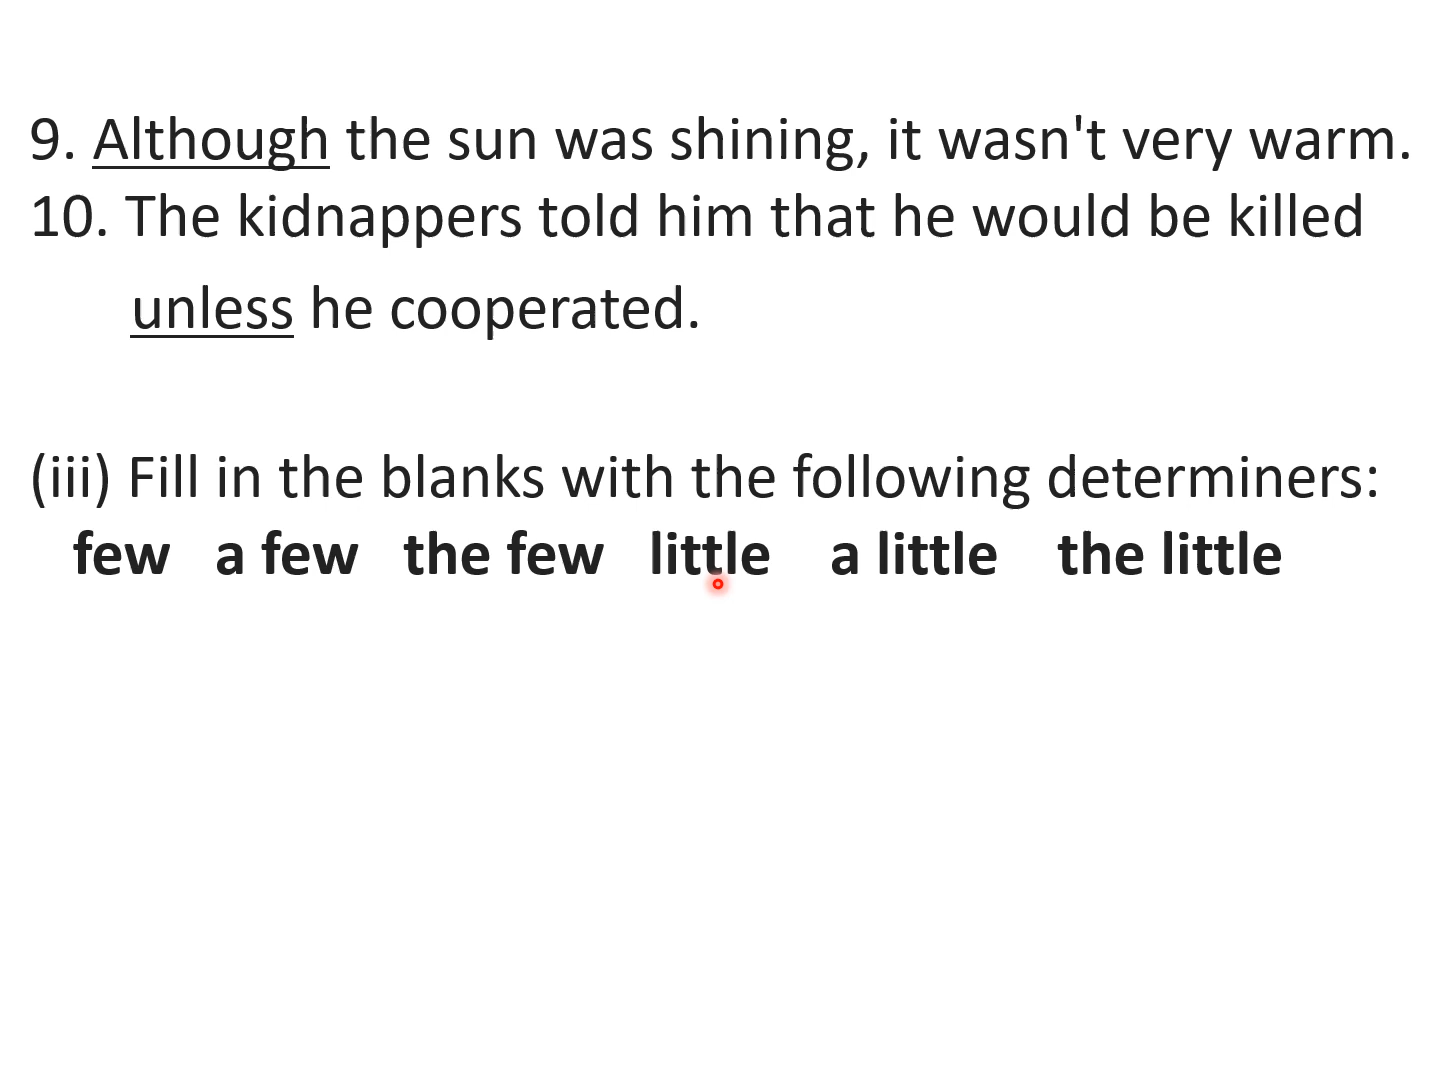 9. Although the sun was shining, it wasn't very warm.
10. The kidnappers told him that he would be killed
unless he cooperated.
(iii) Fill in the blanks with the following determiners:
few a few the few little a little the little